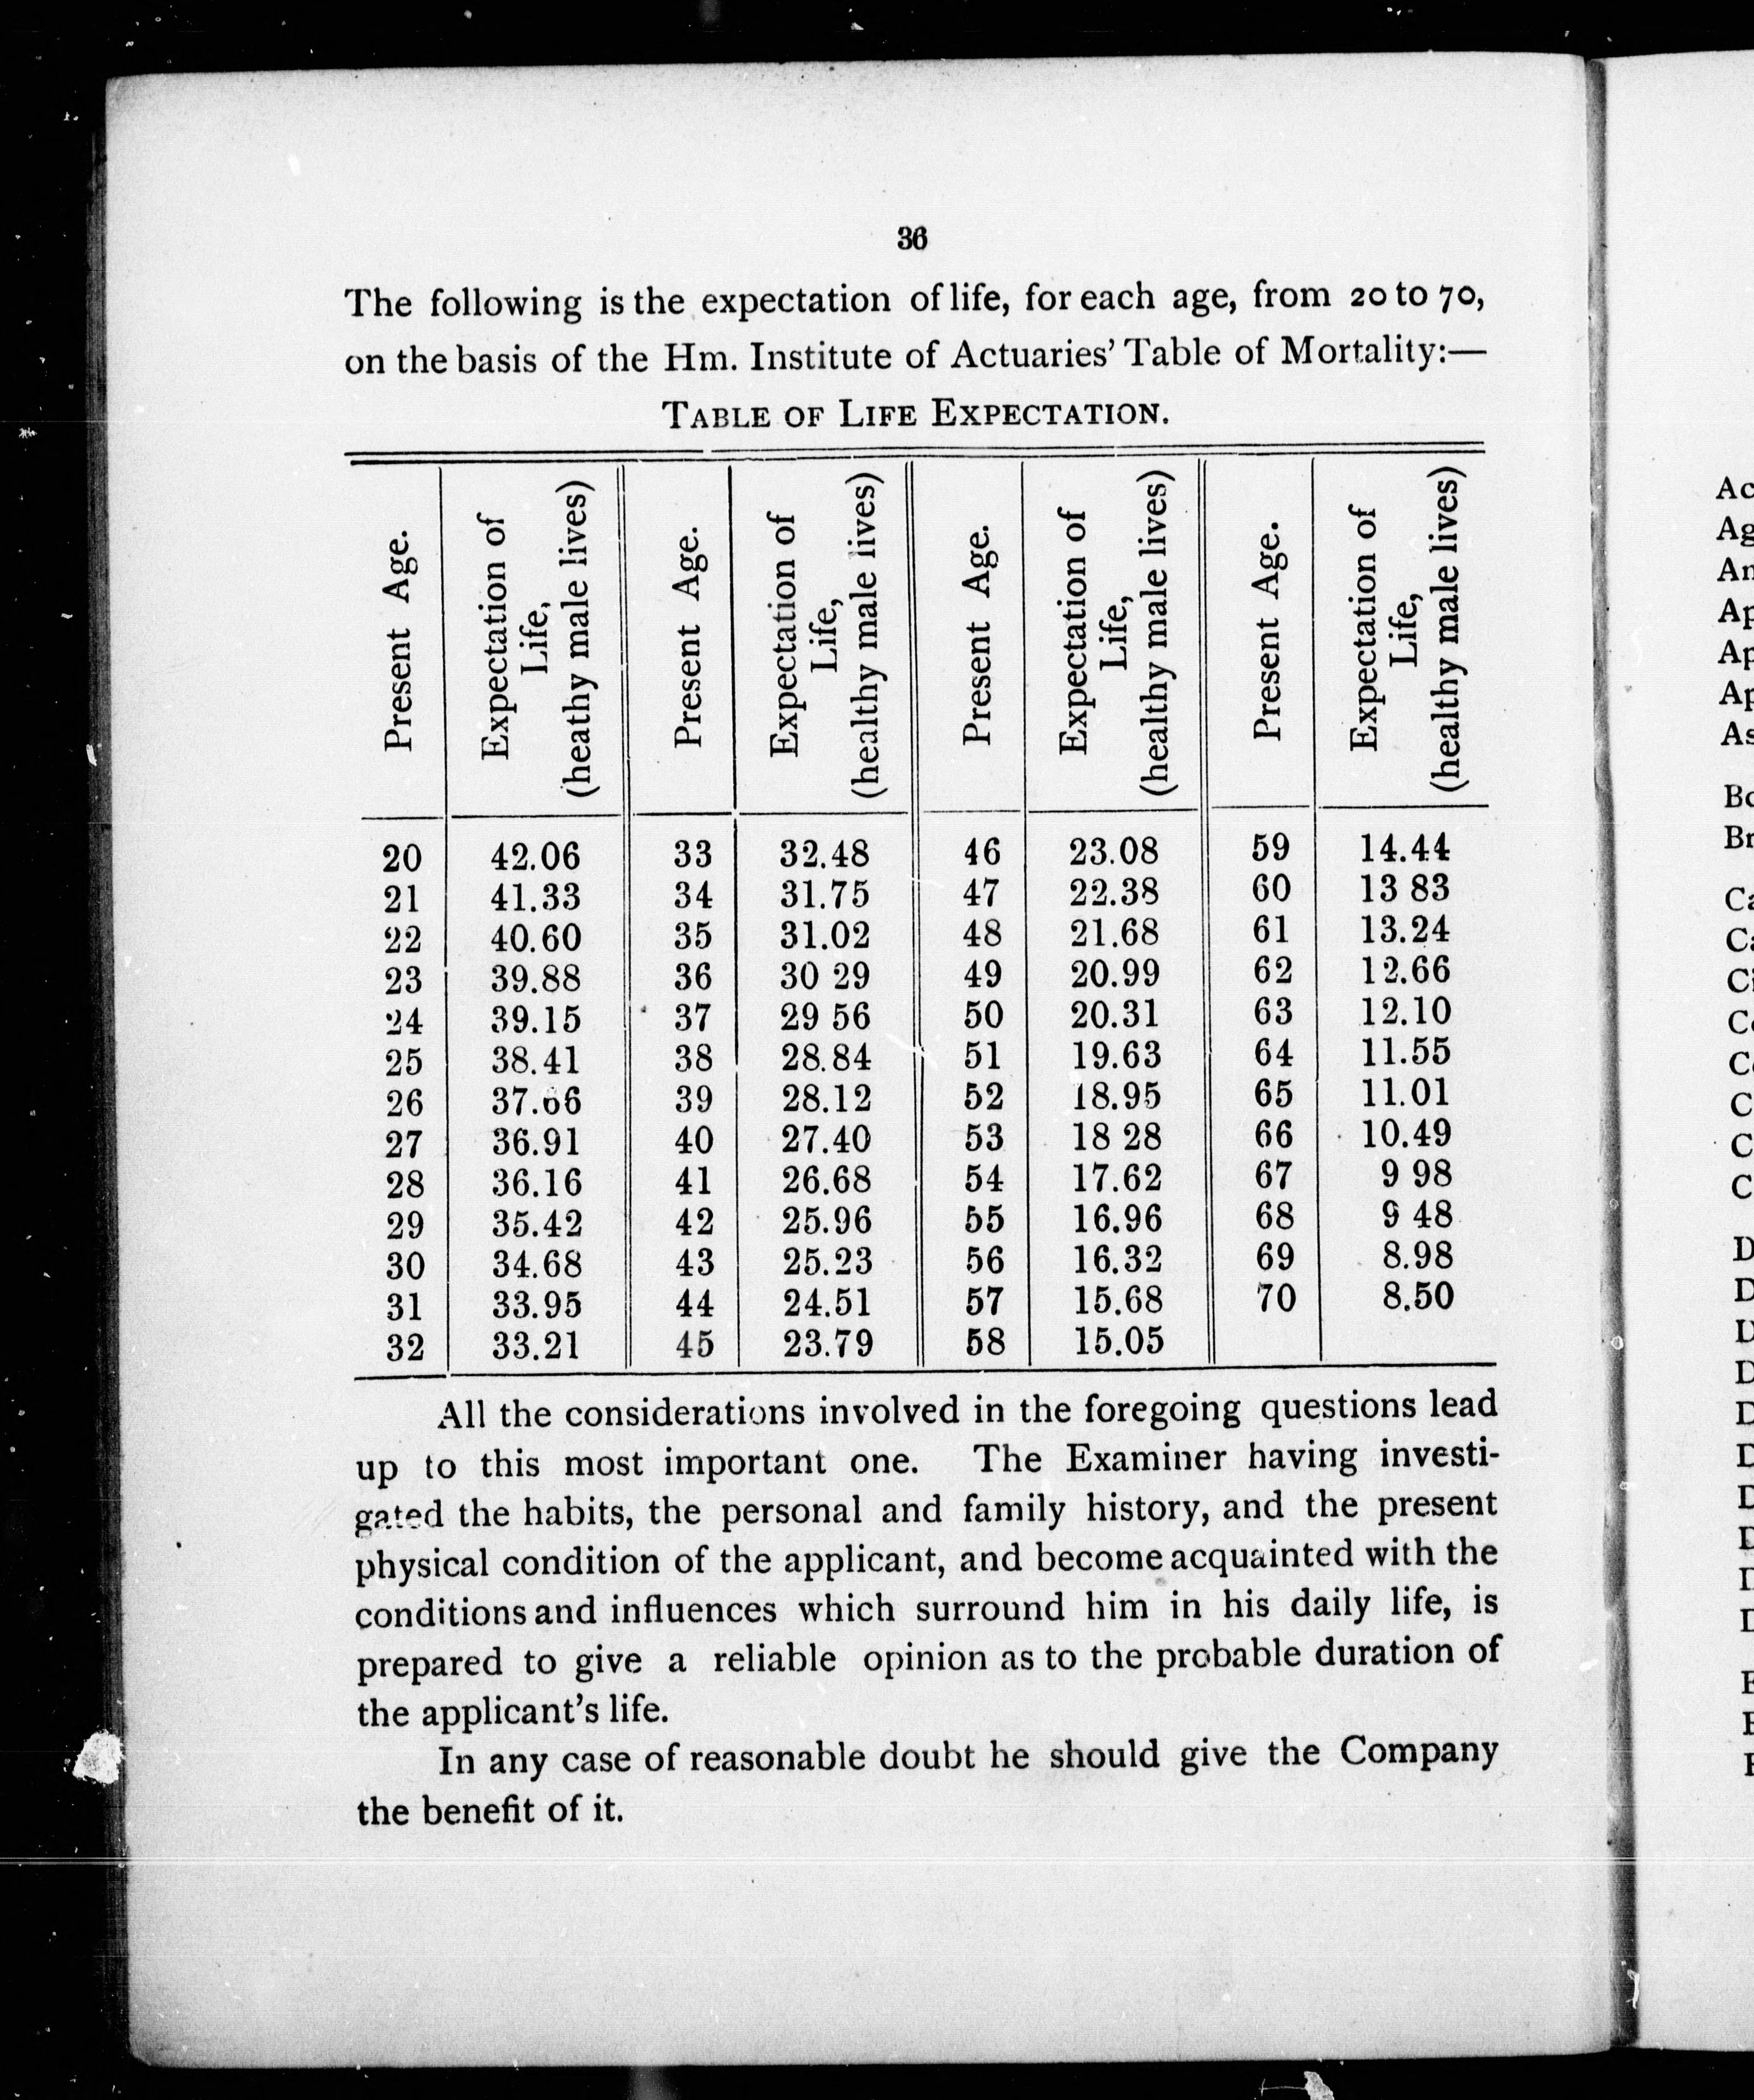 36
The following is the expectation of life, for each age, from 20 to 70,
on the basis of the Hm. Institute of Actuaries' Table of Mortality:—
TABLE OF LIFE EXPECTATION.
Present Age. Expectation of Life, (heathy male lives) Present Age. Expectation of Life, (healthy male lives) Present Age. Expectation of Life, (healthy male lives) Present Age. Expectation of Life, (healthy male lives)
20 42.06 33 32.48 46 23.08 59 14.44
21 41.33 34 31.75 47 22.38 60 13 83
22 40.60 35 31.02 48 21.68 61 13.24
23 39.88 36 30 29 49 20.99 62 12.66
24 39.15 37 29 56 50 20.31 63 12.10
25 38.41 38 28.84 51 19.63 64 11.55
26 37.66 39 28.12 52 18.95 65 11.01
27 36.91 40 27.40 53 18 28 66 10.49
28 36.16 41 26.68 54 17.62 67 9 98
29 35.42 42 25.96 55 16.96 68 9 48
30 34.68 43 25.23 56 16.32 69 8.98
31 33.95 44 24.51 57 15.68 70 8.50
32 33.21 45 23.79 58 15.05
All the considerations involved in the foregoing questions lead
up to this most important one. The Examiner having investi-
gated the habits, the personal and family history, and the present
physical condition of the applicant, and become acquainted with the
conditions and influences which surround him in his daily life, is
prepared to give a reliable opinion as to the probable duration of
the applicant's life.
In any case of reasonable doubt he should give the Company
the benefit of it.